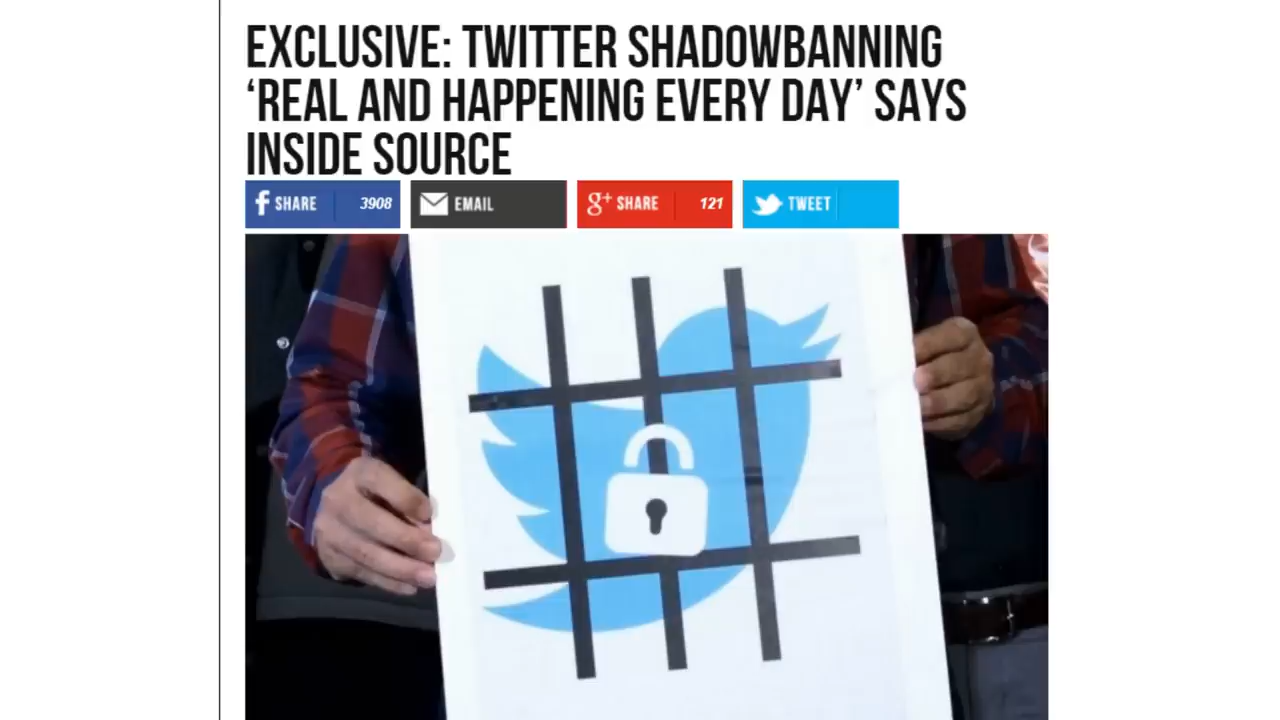 EXCLUSIVE: TWITTER SHADOWBANNING
‘REAL AND HAPPENING EVERY DAY’ SAYS
INSIDE SOURCE
f SHARE 3908 EMAIL g+ SHARE 121 TWEET